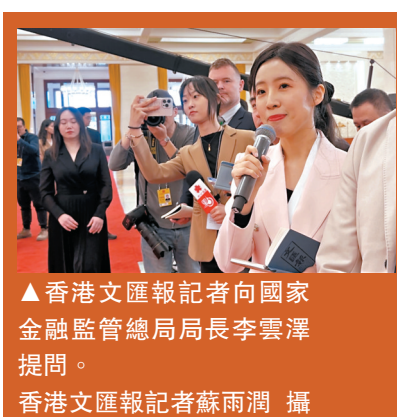 ▲香港文匯報記者向國家
金融監管總局局長李雲澤
提問。
香港文匯報記者蘇雨潤 攝